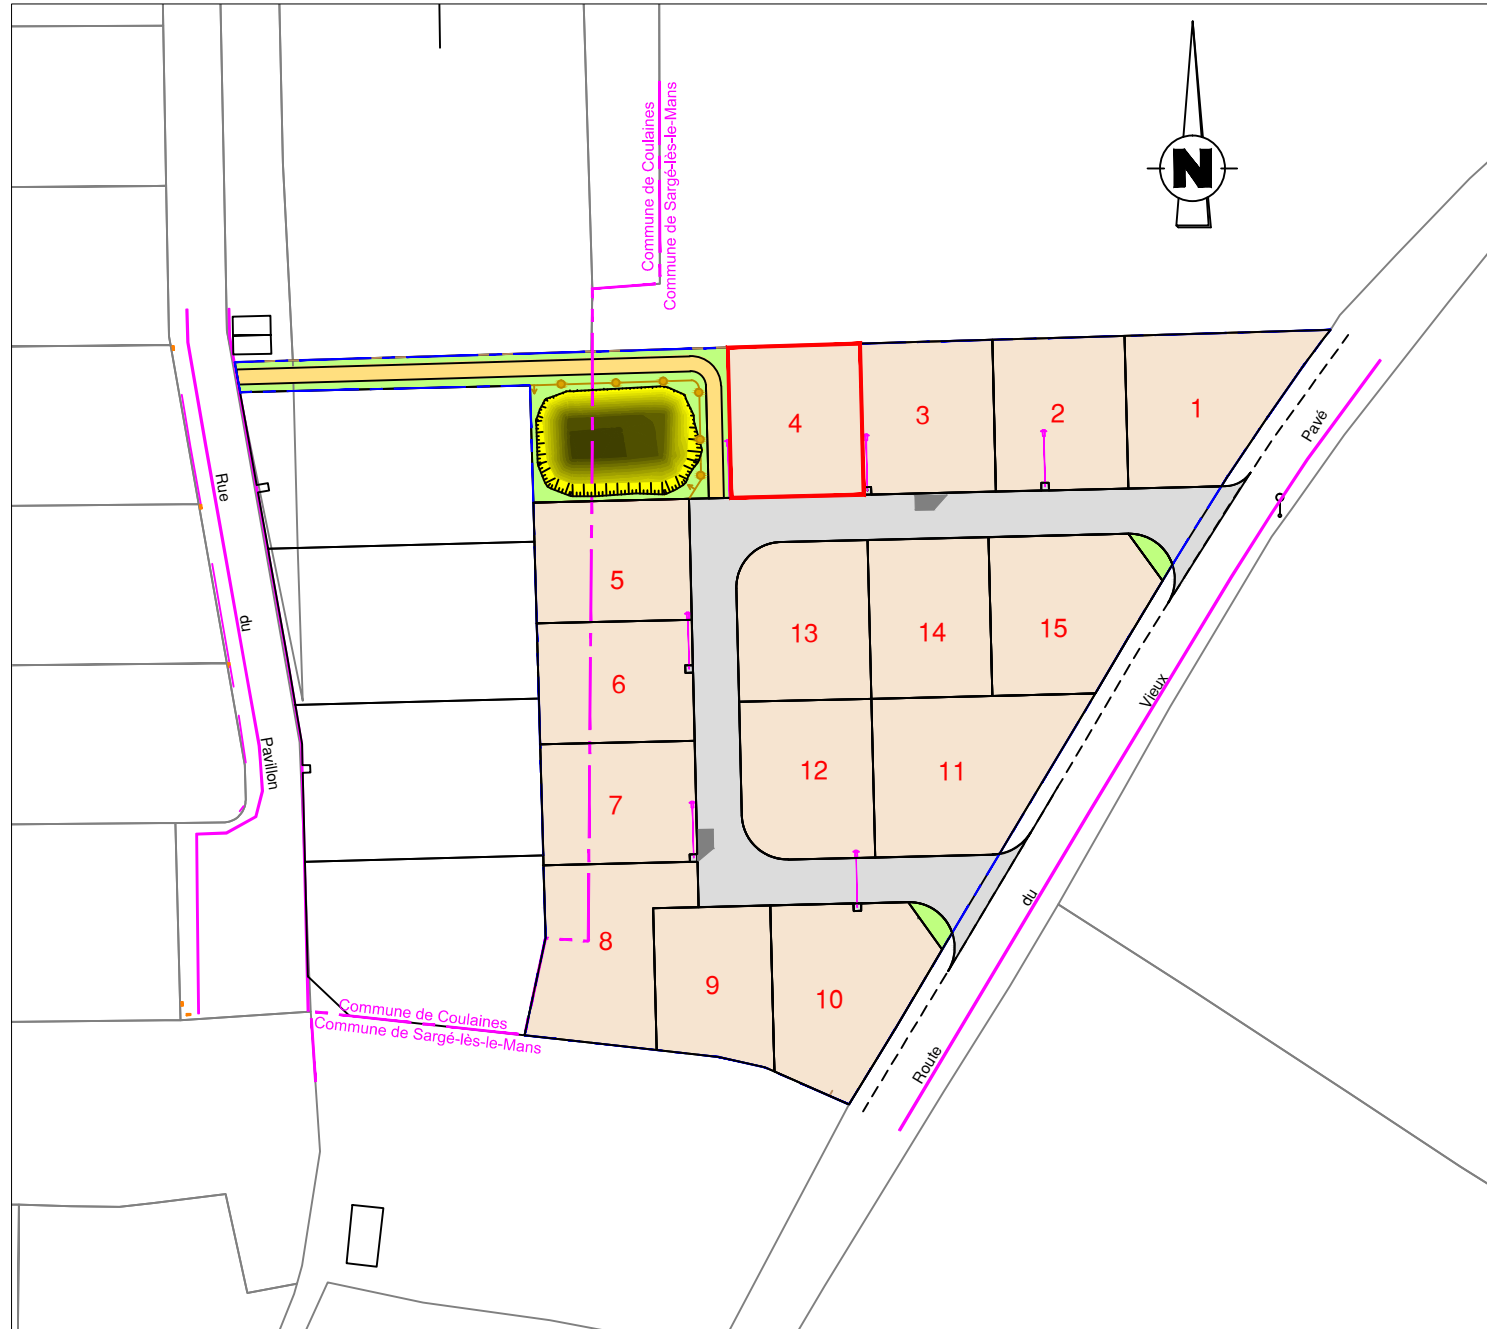 Commune de Coulaines
Commune de Sargé-lès-le-Mans
N
4
3
2
1
Pavé
Rue
5
13
14
15
du
6
Vieux
Pavillon
12
11
7
8
du
9
10
Commune de Coulaines
Commune de Sargé-lès-le-Mans
Route